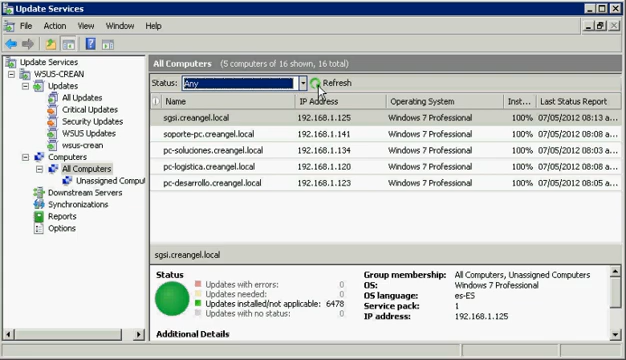 Update Services
File Action View Window Help
Update Services
WSUS-CREAN
Updates
All Updates
Critical Updates
Security Updates
WSUS Updates
wsus-crean
Computers
All Computers
Unassigned Comput
Downstream Servers
Synchronizations
Reports
Options
All Computers (5 computers of 16 shown, 16 total)
Status: Any Refresh
Name IP Address Operating System Inst... Last Status Report
sgsi.creangel.local 192.168.1.125 Windows 7 Professional 100% 07/05/2012 08:13 a...
soporte-pc.creangel.local 192.168.1.141 Windows 7 Professional 100% 07/05/2012 08:08 a...
pc-soluciones.creangel.local 192.168.1.134 Windows 7 Professional 100% 07/05/2012 08:03 a...
pc-logistica.creangel.local 192.168.1.120 Windows 7 Professional 100% 07/05/2012 08:08 a...
pc-desarrollo.creangel.local 192.168.1.123 Windows 7 Professional 100% 07/05/2012 08:05 a...
sgsi.creangel.local
Status
Updates with errors: 0
Updates needed: 0
Updates installed/not applicable: 6478
Updates with no status: 0
Group membership: All Computers, Unassigned Computers
OS: Windows 7 Professional
OS language: es-ES
Service pack: 1
IP address: 192.168.1.125
Additional Details